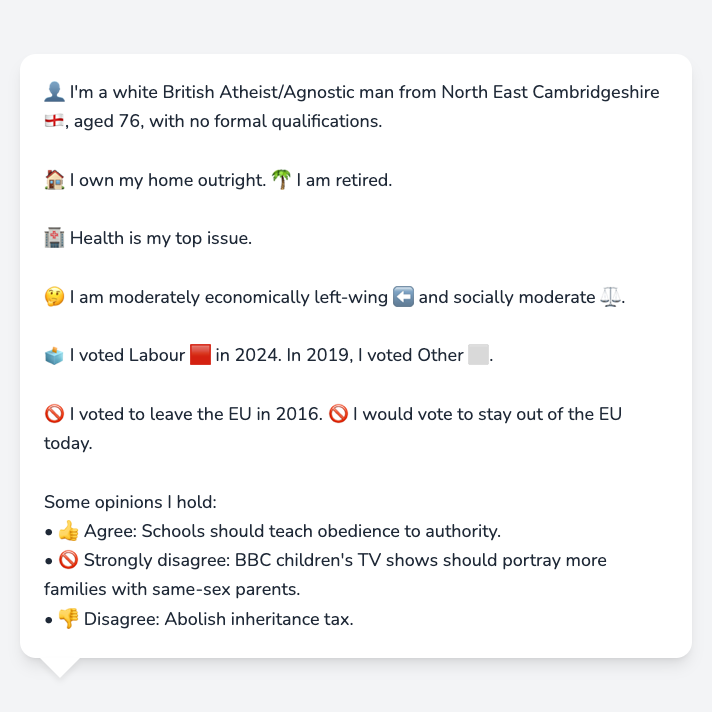 👤 I'm a white British Atheist/Agnostic man from North East Cambridgeshire
🏴󠁧󠁢󠁥󠁮󠁧󠁿, aged 76, with no formal qualifications.
🏠 I own my home outright. 🌴 I am retired.
🏥 Health is my top issue.
🤔 I am moderately economically left-wing ⬅️ and socially moderate ⚖️.
🗳️ I voted Labour 🟥 in 2024. In 2019, I voted Other ⬜.
🚫 I voted to leave the EU in 2016. 🚫 I would vote to stay out of the EU
today.
Some opinions I hold:
• 👍 Agree: Schools should teach obedience to authority.
• 🚫 Strongly disagree: BBC children's TV shows should portray more
families with same-sex parents.
• 👎 Disagree: Abolish inheritance tax.